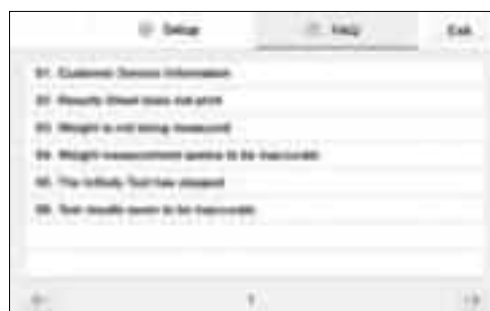 Setup FAQ Exit
01. Customer Service Information
02. Results Sheet does not print
03. Weight is not being measured
04. Weight measurement seems to be inaccurate
05. The InBody Test has stopped
06. Test results seem to be inaccurate
1